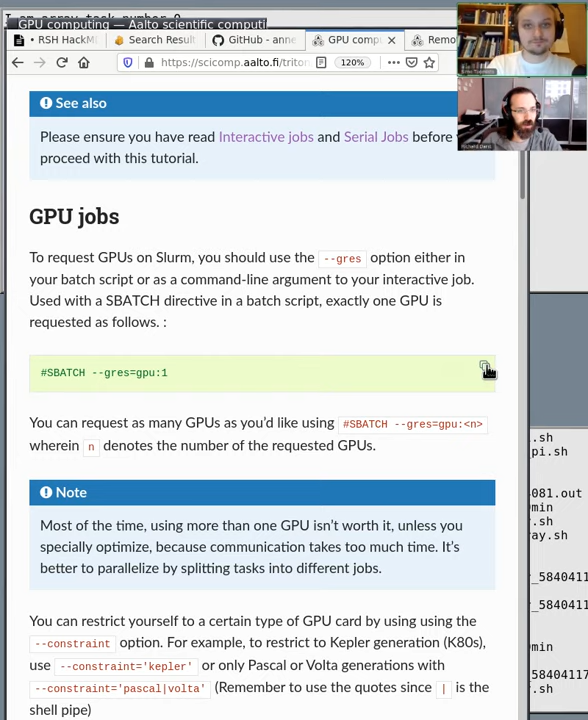 GPU computing — Aalto scientific computi
• RSH HackM
Search Result
GitHub - anne
GPU comp
Remo
https://scicomp.aalto.fi/triton
120%
See also
Please ensure you have read Interactive jobs and Serial Jobs before
proceed with this tutorial.
GPU jobs
To request GPUs on Slurm, you should use the --gres option either in
your batch script or as a command-line argument to your interactive job.
Used with a SBATCH directive in a batch script, exactly one GPU is
requested as follows. :
#SBATCH --gres=gpu:1
You can request as many GPUs as you'd like using #SBATCH --gres=gpu:<n>
wherein n denotes the number of the requested GPUs.
Note
Most of the time, using more than one GPU isn't worth it, unless you
specially optimize, because communication takes too much time. It's
better to parallelize by splitting tasks into different jobs.
You can restrict yourself to a certain type of GPU card by using using the
--constraint option. For example, to restrict to Kepler generation (K80s),
use --constraint='kepler' or only Pascal or Volta generations with
--constraint='pascal|volta' (Remember to use the quotes since | is the
shell pipe)
.sh
pi.sh
081.out
min
.sh
ay.sh
_5840411
_5840411
min
_58404117
.sh